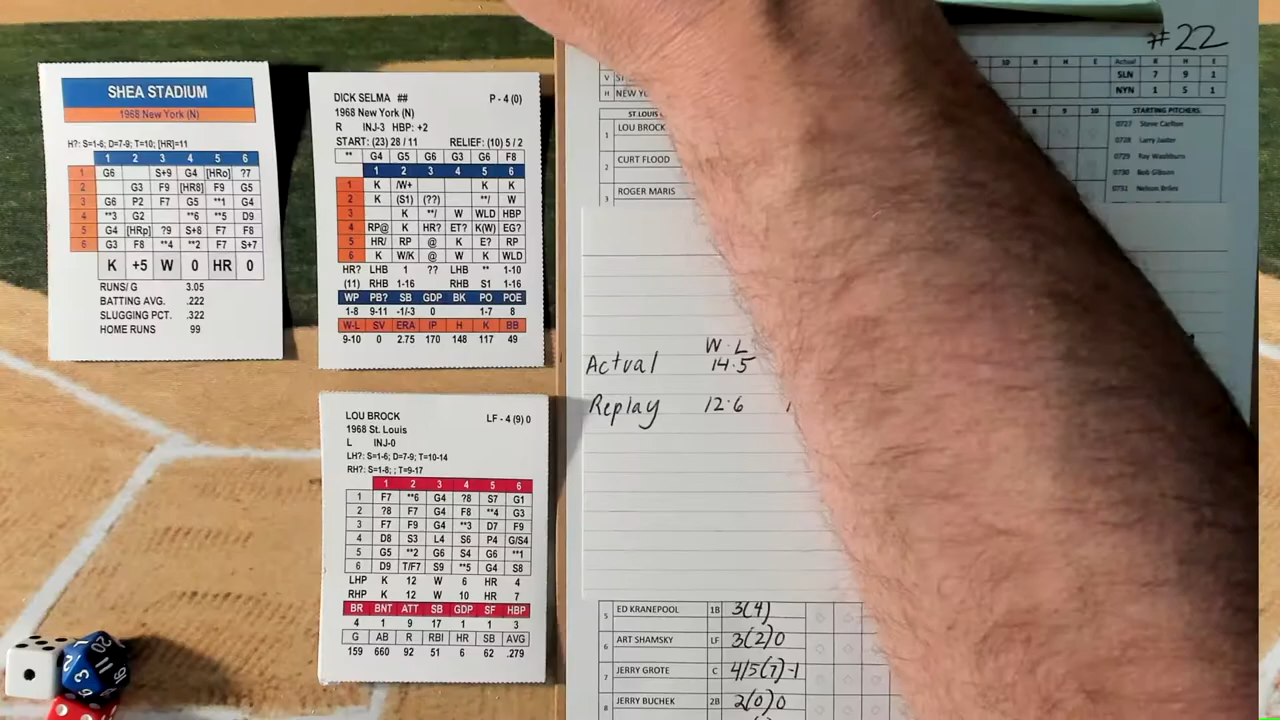 SHEA STADIUM
1968 New York (N)
H?: S=1-6; D=7-9; T=10; [HR]=11
1 2 3 4 5 6
1 G6 S+9 G4 [HRo] ?7
2 G3 F9 [HR8] F9 G5
3 G6 P2 F7 G5 **1 G4
4 **3 G2 **6 **5 D9
5 G4 [HRp] ?9 S+8 F7 F8
6 G3 F8 **4 **2 F7 S+7
K +5 W 0 HR 0
RUNS/ G 3.05
BATTING AVG. .222
SLUGGING PCT. .322
HOME RUNS 99
DICK SELMA ## P - 4 (0)
1968 New York (N)
R INJ-3 HBP: +2
START: (23) 28 / 11 RELIEF: (10) 5 / 2
** G4 G5 G6 G3 G6 F8
1 2 3 4 5 6
1 K /W+ K K
2 K (S1) (??) **/ W
3 K **/ W WLD HBP
4 RP@ K HR? ET? K(W) EG?
5 HR/ RP @ K E? RP
6 K W/K @ W K WLD
HR? LHB 1 ?? LHB ** 1-10
(11) RHB 1-16 RHB S1 1-16
WP PB? SB GDP BK PO POE
1-8 9-11 -1/-3 0 1-7 8
W-L SV ERA IP H K BB
9-10 0 2.75 170 148 117 49
LOU BROCK LF - 4 (9) 0
1968 St. Louis
L INJ-0
LH?: S=1-6; D=7-9; T=10-14
RH?: S=1-8; ; T=9-17
1 2 3 4 5 6
1 F7 **6 G4 ?8 S7 G1
2 ?8 F7 G4 F8 **4 G3
3 F7 F9 G4 **3 D7 F9
4 D8 S3 L4 S6 P4 G/S4
5 G5 **2 G6 S4 G6 **1
6 D9 T/F7 S9 **5 G4 S8
LHP K 12 W 6 HR 4
RHP K 12 W 10 HR 7
BR BNT ATT SB GDP SF HBP
4 1 9 17 1 1 3
G AB R RBI HR SB AVG
159 660 92 51 6 62 .279
#22
10 R H E Actual R H E
V SLN 7 9 1
H NEW Y NYN 1 5 1
ST.LOUIS 8 9 10 STARTING PITCHERS
1 LOU BROCK 0727 Steve Carlton
0728 Larry Jaster
2 CURT FLOOD 0729 Ray Washburn
0730 Bob Gibson
3 ROGER MARIS 0731 Nelson Briles
W-L
Actual 14-5
Replay 12-6
5 ED KRANEPOOL 1B 3(4)
6 ART SHAMSKY LF 3(2)0
7 JERRY GROTE C 4/5(7)-1
8 JERRY BUCHEK 2B 2(0)0